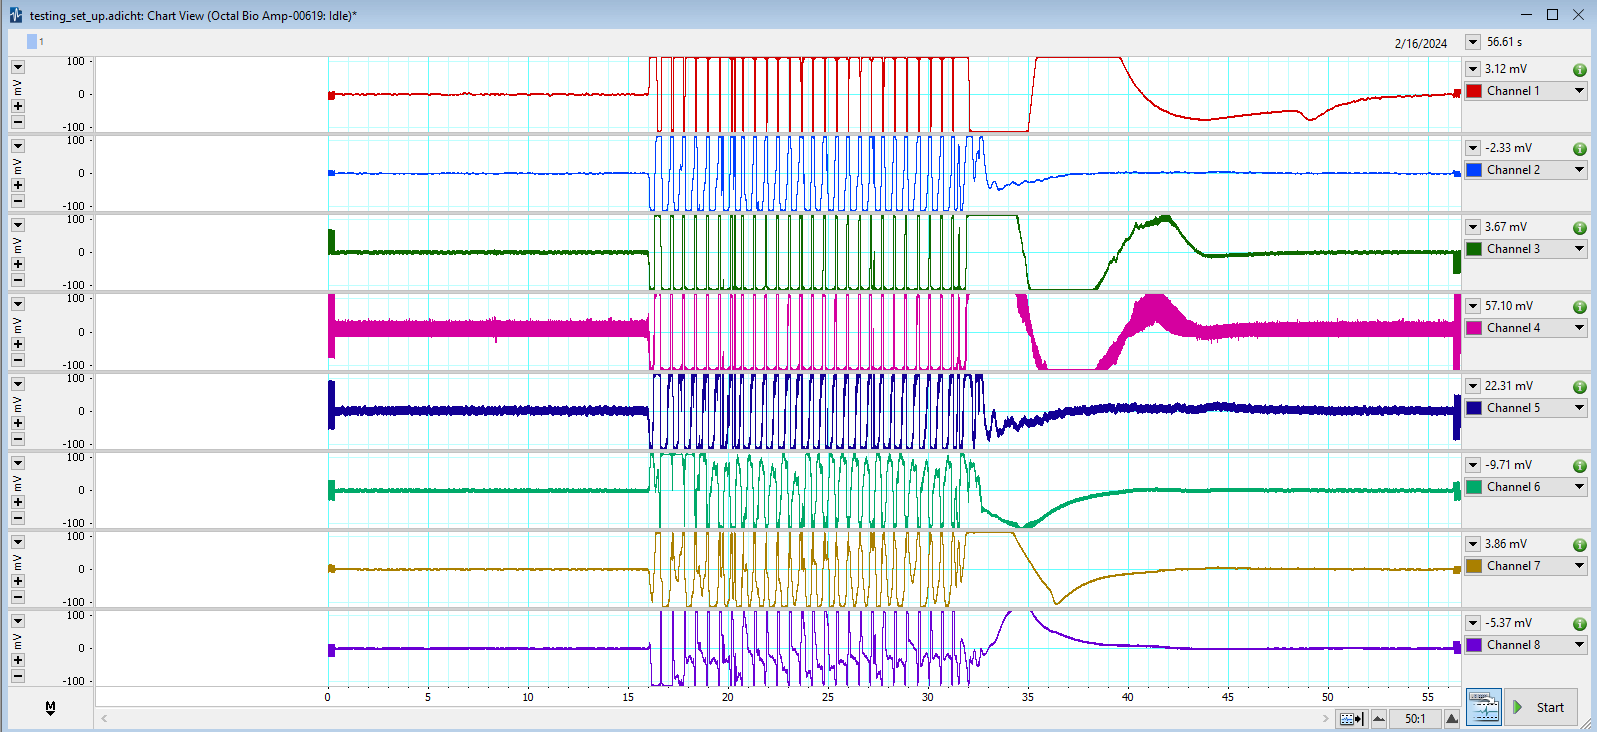 testing_set_up.adicht: Chart View (Octal Bio Amp-00619: Idle)*
1
2/16/2024
56.61 s
100
mV
0
-100
3.12 mV
Channel 1
100
mV
0
-100
-2.33 mV
Channel 2
100
mV
0
-100
3.67 mV
Channel 3
100
mV
0
-100
57.10 mV
Channel 4
100
mV
0
-100
22.31 mV
Channel 5
100
mV
0
-100
-9.71 mV
Channel 6
100
mV
0
-100
3.86 mV
Channel 7
100
mV
0
-100
-5.37 mV
Channel 8
0 5 10 15 20 25 30 35 40 45 50 55
M
50:1
Start